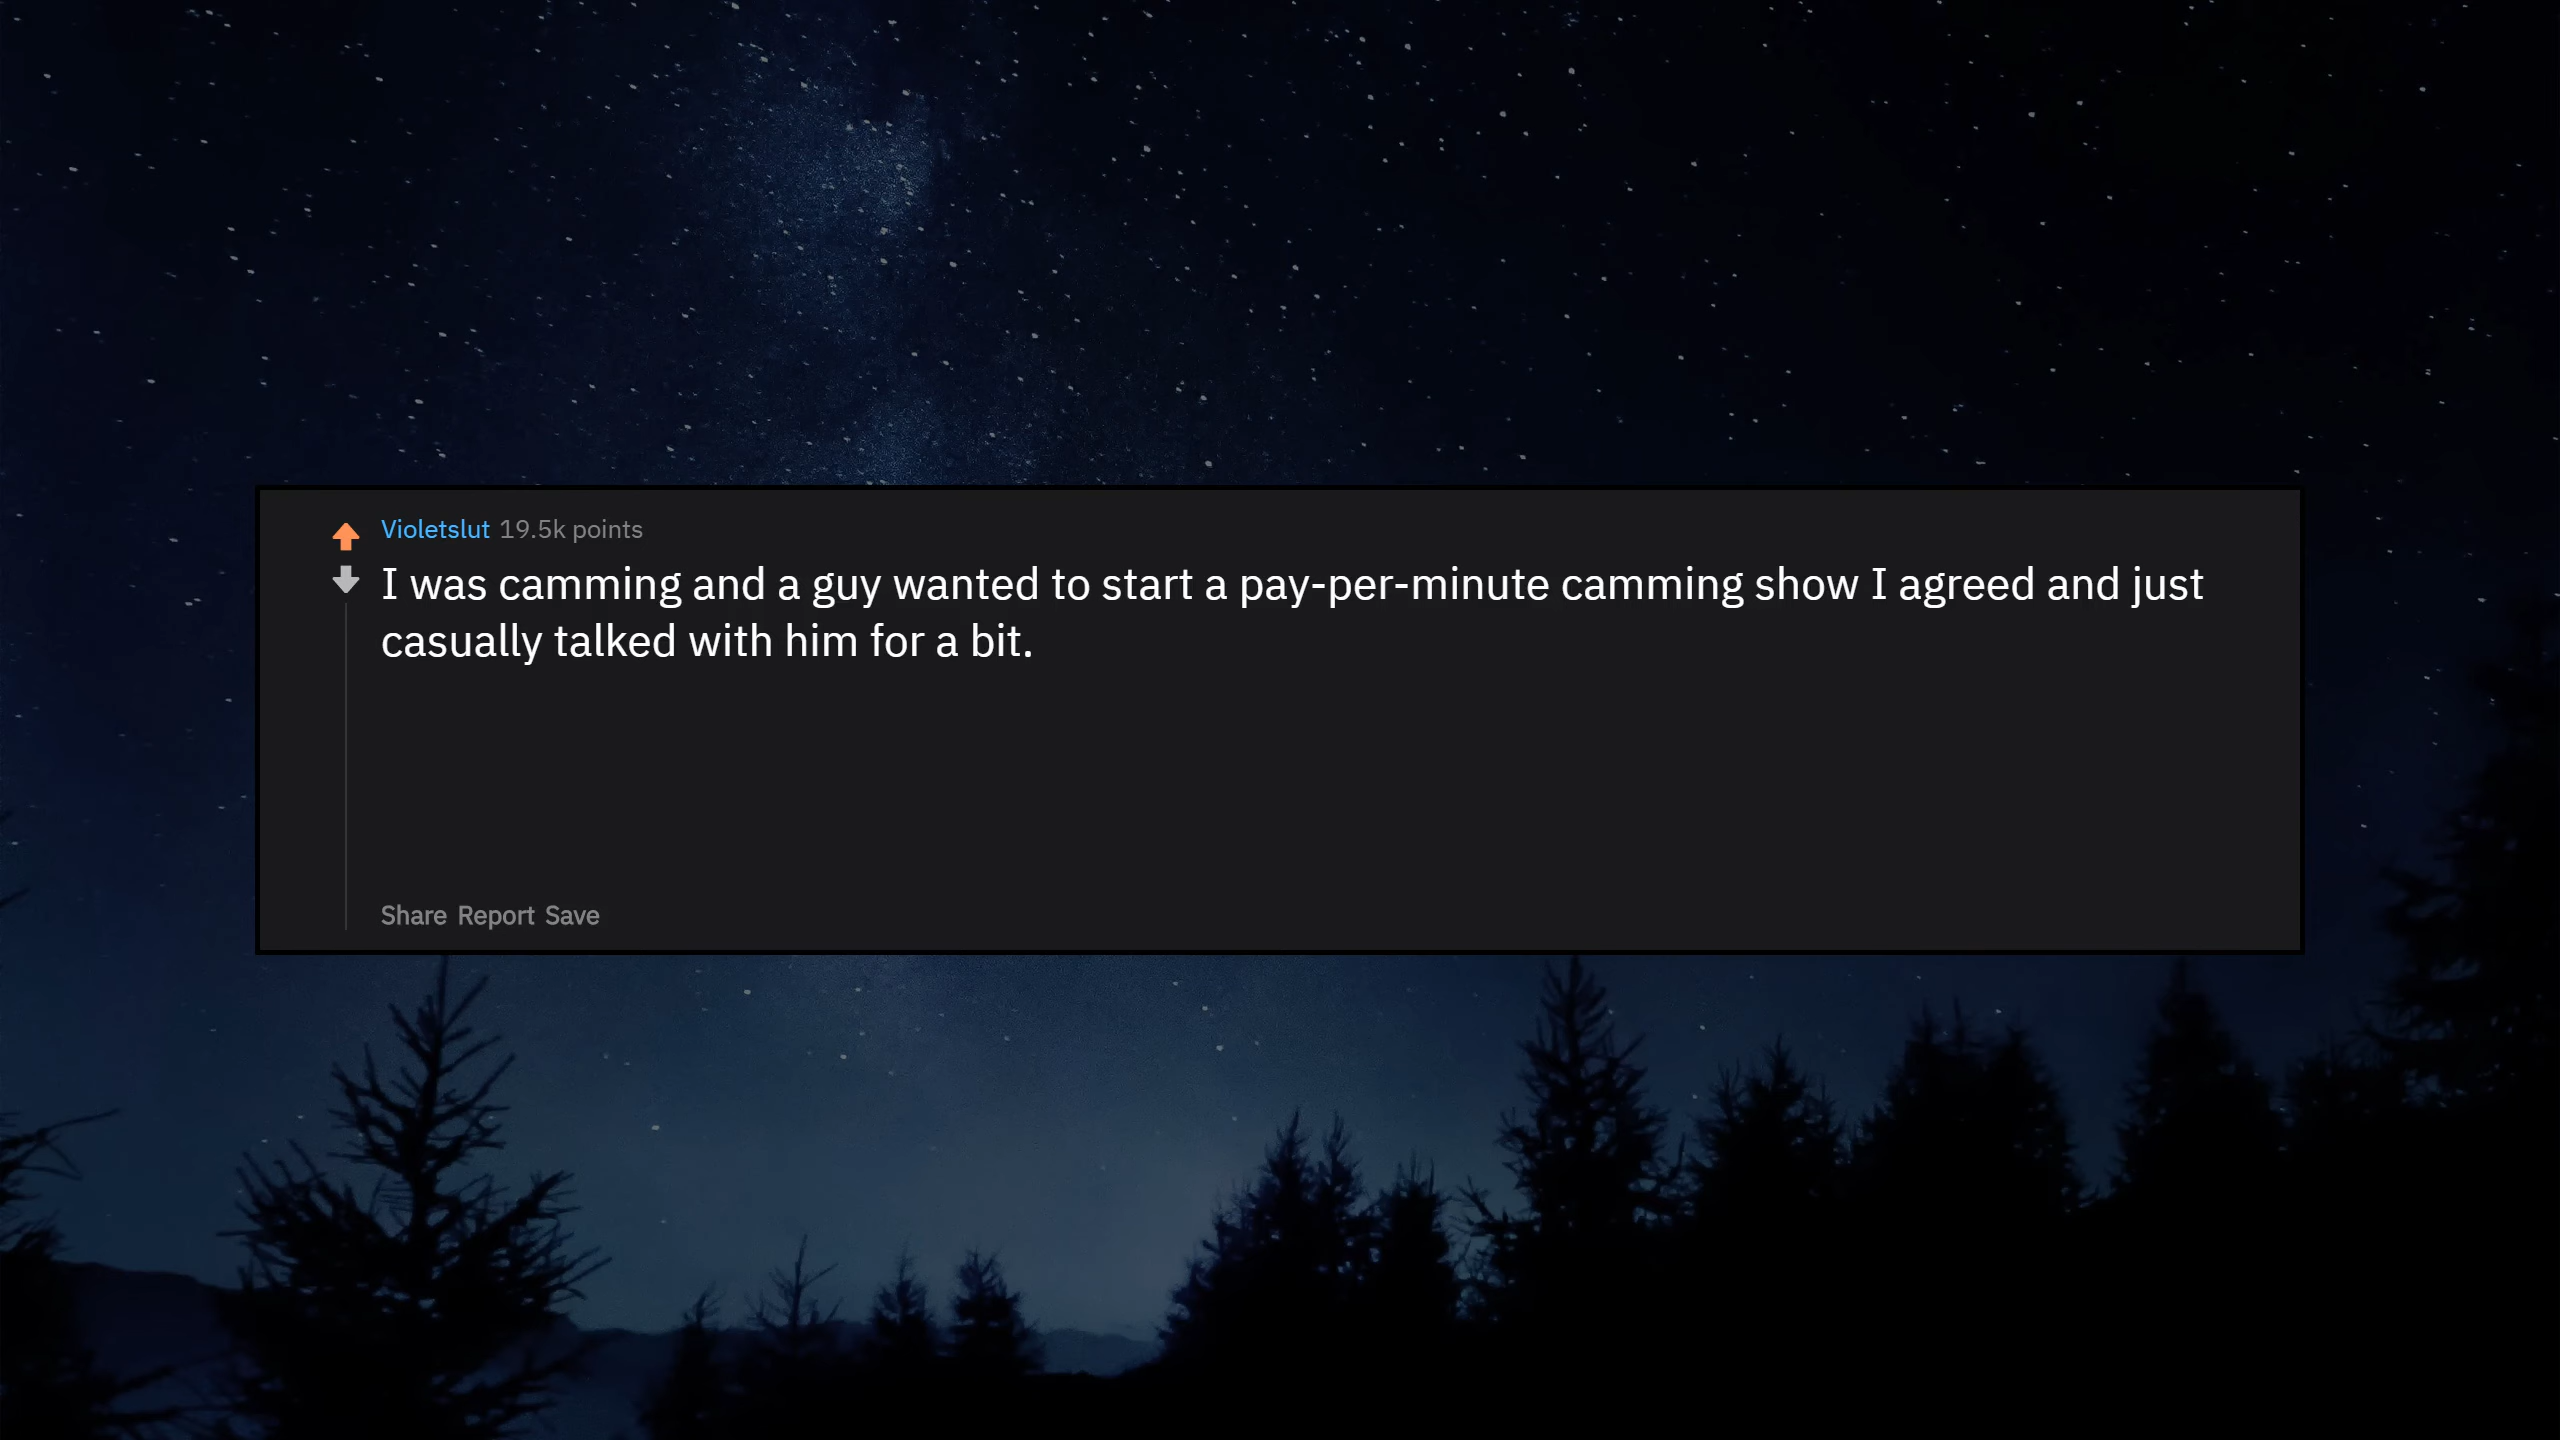 Violetslut 19.5k points
I was camming and a guy wanted to start a pay-per-minute camming show I agreed and just
casually talked with him for a bit.
Share Report Save